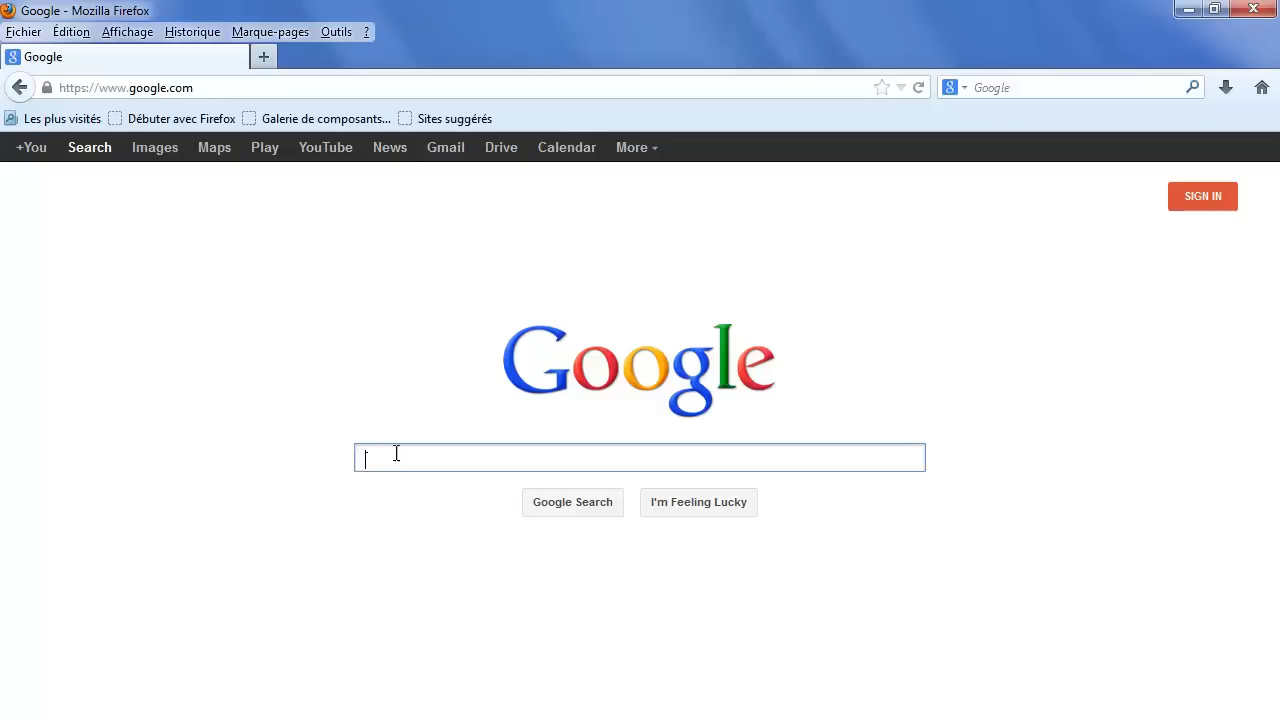 Google - Mozilla Firefox
Fichier Édition Affichage Historique Marque-pages Outils ?
Google
https://www.google.com
Google
Les plus visités Débuter avec Firefox Galerie de composants... Sites suggérés
+You Search Images Maps Play YouTube News Gmail Drive Calendar More
SIGN IN
Google
Google Search I'm Feeling Lucky